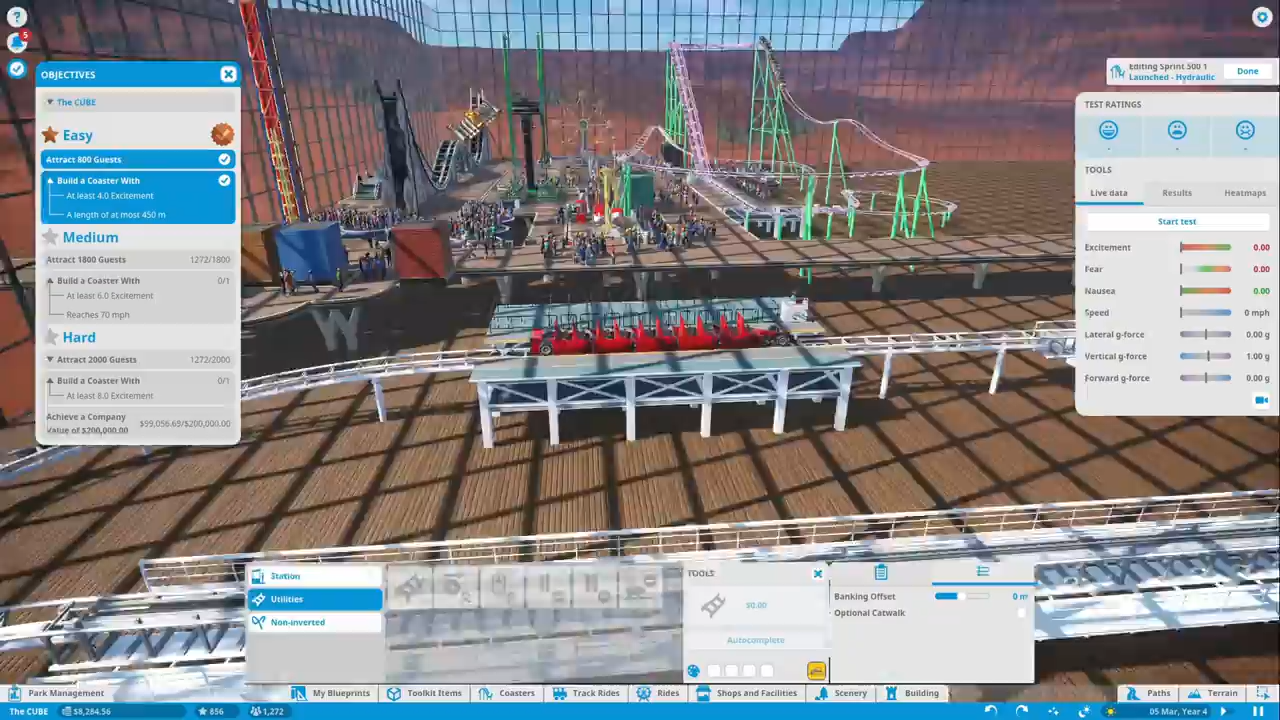 ?
5
OBJECTIVES
The CUBE
Easy
Attract 800 Guests
Build a Coaster With
At least 4.0 Excitement
A length of at most 450 m
Medium
Attract 1800 Guests 1272/1800
Build a Coaster With 0/1
At least 6.0 Excitement
Reaches 70 mph
Hard
Attract 2000 Guests 1272/2000
Build a Coaster With 0/1
At least 8.0 Excitement
Achieve a Company
Value of $200,000.00 $99,056.69/$200,000.00
W
Editing Sprint 500 1
Launched - Hydraulic
Done
TEST RATINGS
- - -
TOOLS
Live data Results Heatmaps
Start test
Excitement 0.00
Fear 0.00
Nausea 0.00
Speed 0 mph
Lateral g-force 0.00 g
Vertical g-force 1.00 g
Forward g-force 0.00 g
Station
Utilities
Non-inverted
TOOLS
$0.00
Autocomplete
Banking Offset 0 m
Optional Catwalk
Park Management My Blueprints Toolkit Items Coasters Track Rides Rides Shops and Facilities Scenery Building Paths Terrain
The CUBE $8,284.56 856 1,272 05 Mar, Year 4